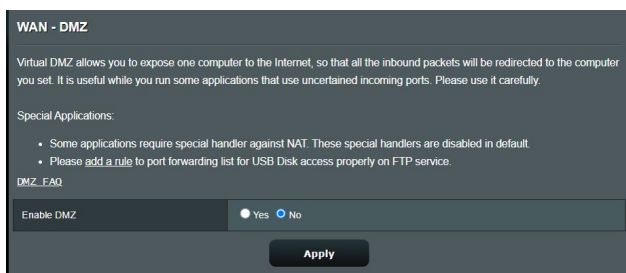 WAN - DMZ
Virtual DMZ allows you to expose one computer to the Internet, so that all the inbound packets will be redirected to the computer
you set. It is useful while you run some applications that use uncertained incoming ports. Please use it carefully.
Special Applications:
• Some applications require special handler against NAT. These special handlers are disabled in default.
• Please add a rule to port forwarding list for USB Disk access properly on FTP service.
DMZ FAQ
Enable DMZ Yes No
Apply